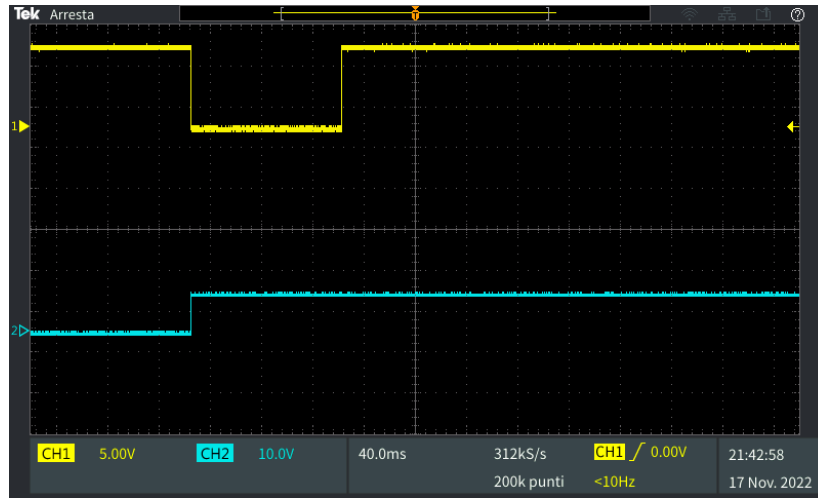 Tek Arresta
T
1
2
CH1 5.00V CH2 10.0V 40.0ms 312kS/s CH1 0.00V 21:42:58
200k punti <10Hz 17 Nov. 2022